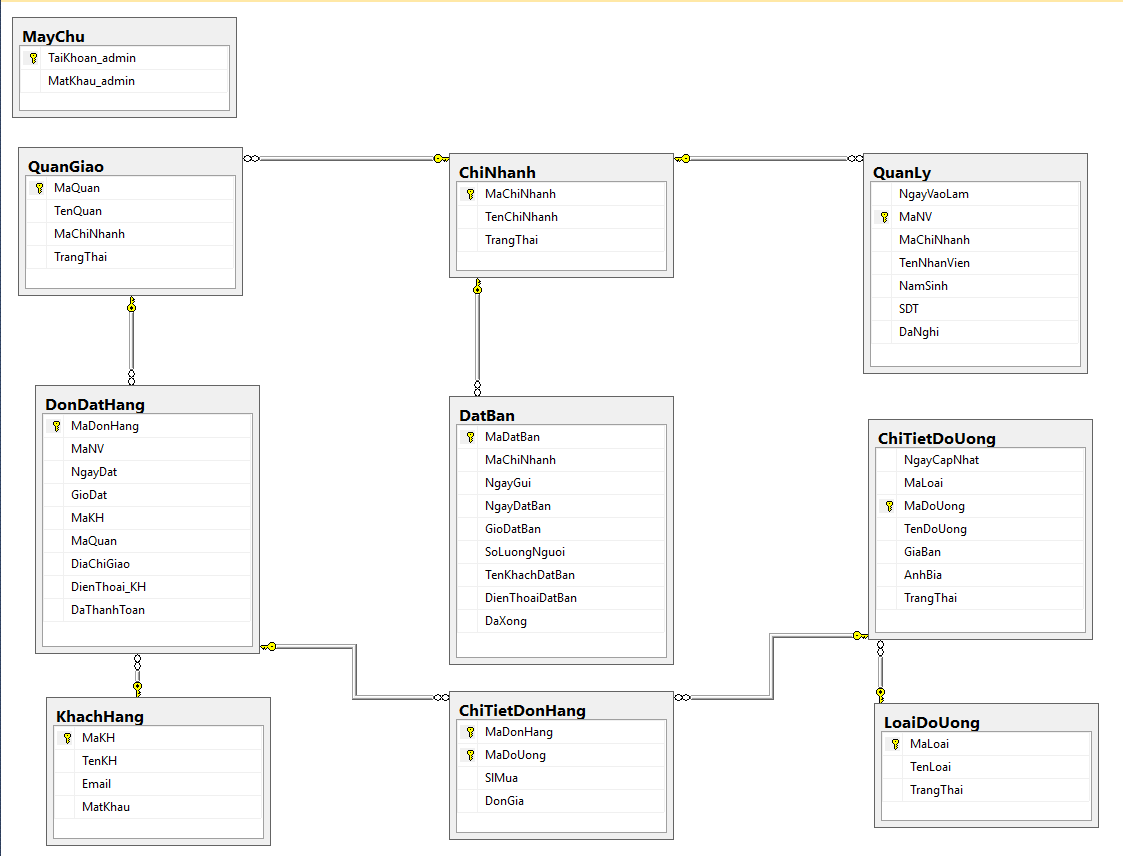 MayChu
TaiKhoan_admin
MatKhau_admin
QuanGiao
MaQuan
TenQuan
MaChiNhanh
TrangThai
ChiNhanh
MaChiNhanh
TenChiNhanh
TrangThai
QuanLy
NgayVaoLam
MaNV
MaChiNhanh
TenNhanVien
NamSinh
SDT
DaNghi
DonDatHang
MaDonHang
MaNV
NgayDat
GioDat
MaKH
MaQuan
DiaChiGiao
DienThoai_KH
DaThanhToan
DatBan
MaDatBan
MaChiNhanh
NgayGui
NgayDatBan
GioDatBan
SoLuongNguoi
TenKhachDatBan
DienThoaiDatBan
DaXong
ChiTietDoUong
NgayCapNhat
MaLoai
MaDoUong
TenDoUong
GiaBan
AnhBia
TrangThai
KhachHang
MaKH
TenKH
Email
MatKhau
ChiTietDonHang
MaDonHang
MaDoUong
SlMua
DonGia
LoaiDoUong
MaLoai
TenLoai
TrangThai